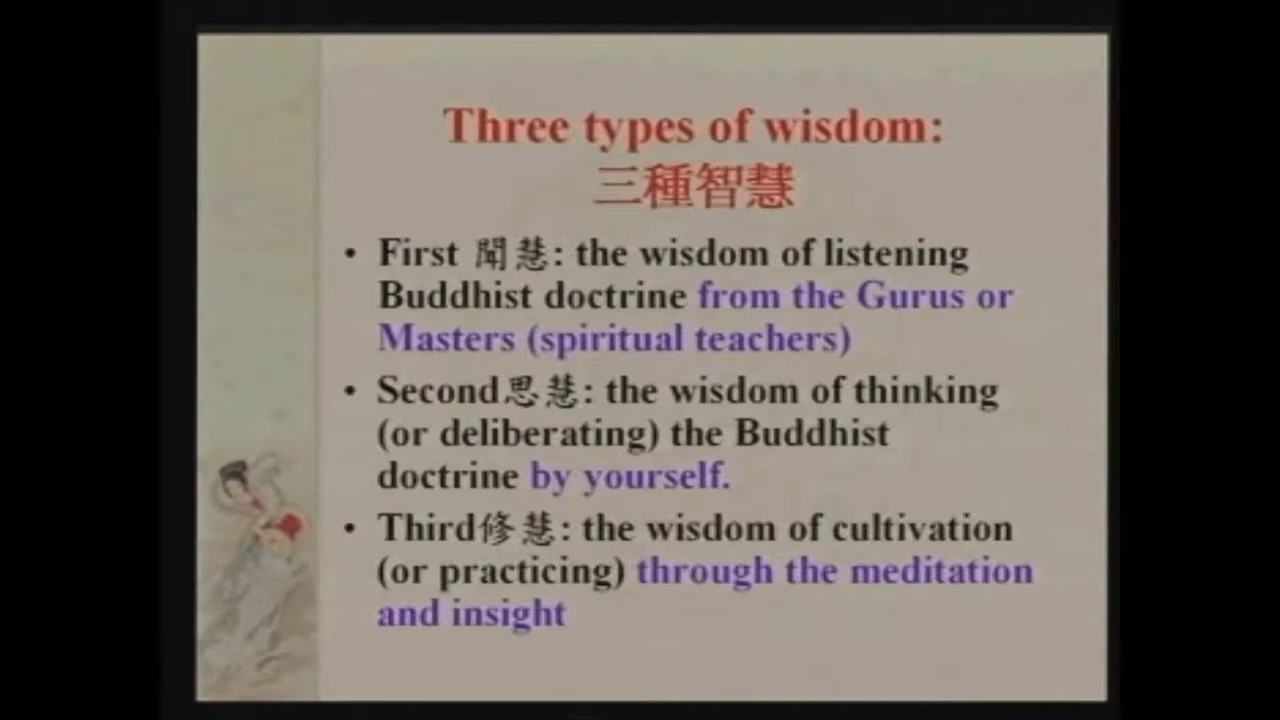 Three types of wisdom:
三種智慧
• First 聞慧: the wisdom of listening
Buddhist doctrine from the Gurus or
Masters (spiritual teachers)
• Second思慧: the wisdom of thinking
(or deliberating) the Buddhist
doctrine by yourself.
• Third修慧: the wisdom of cultivation
(or practicing) through the meditation
and insight